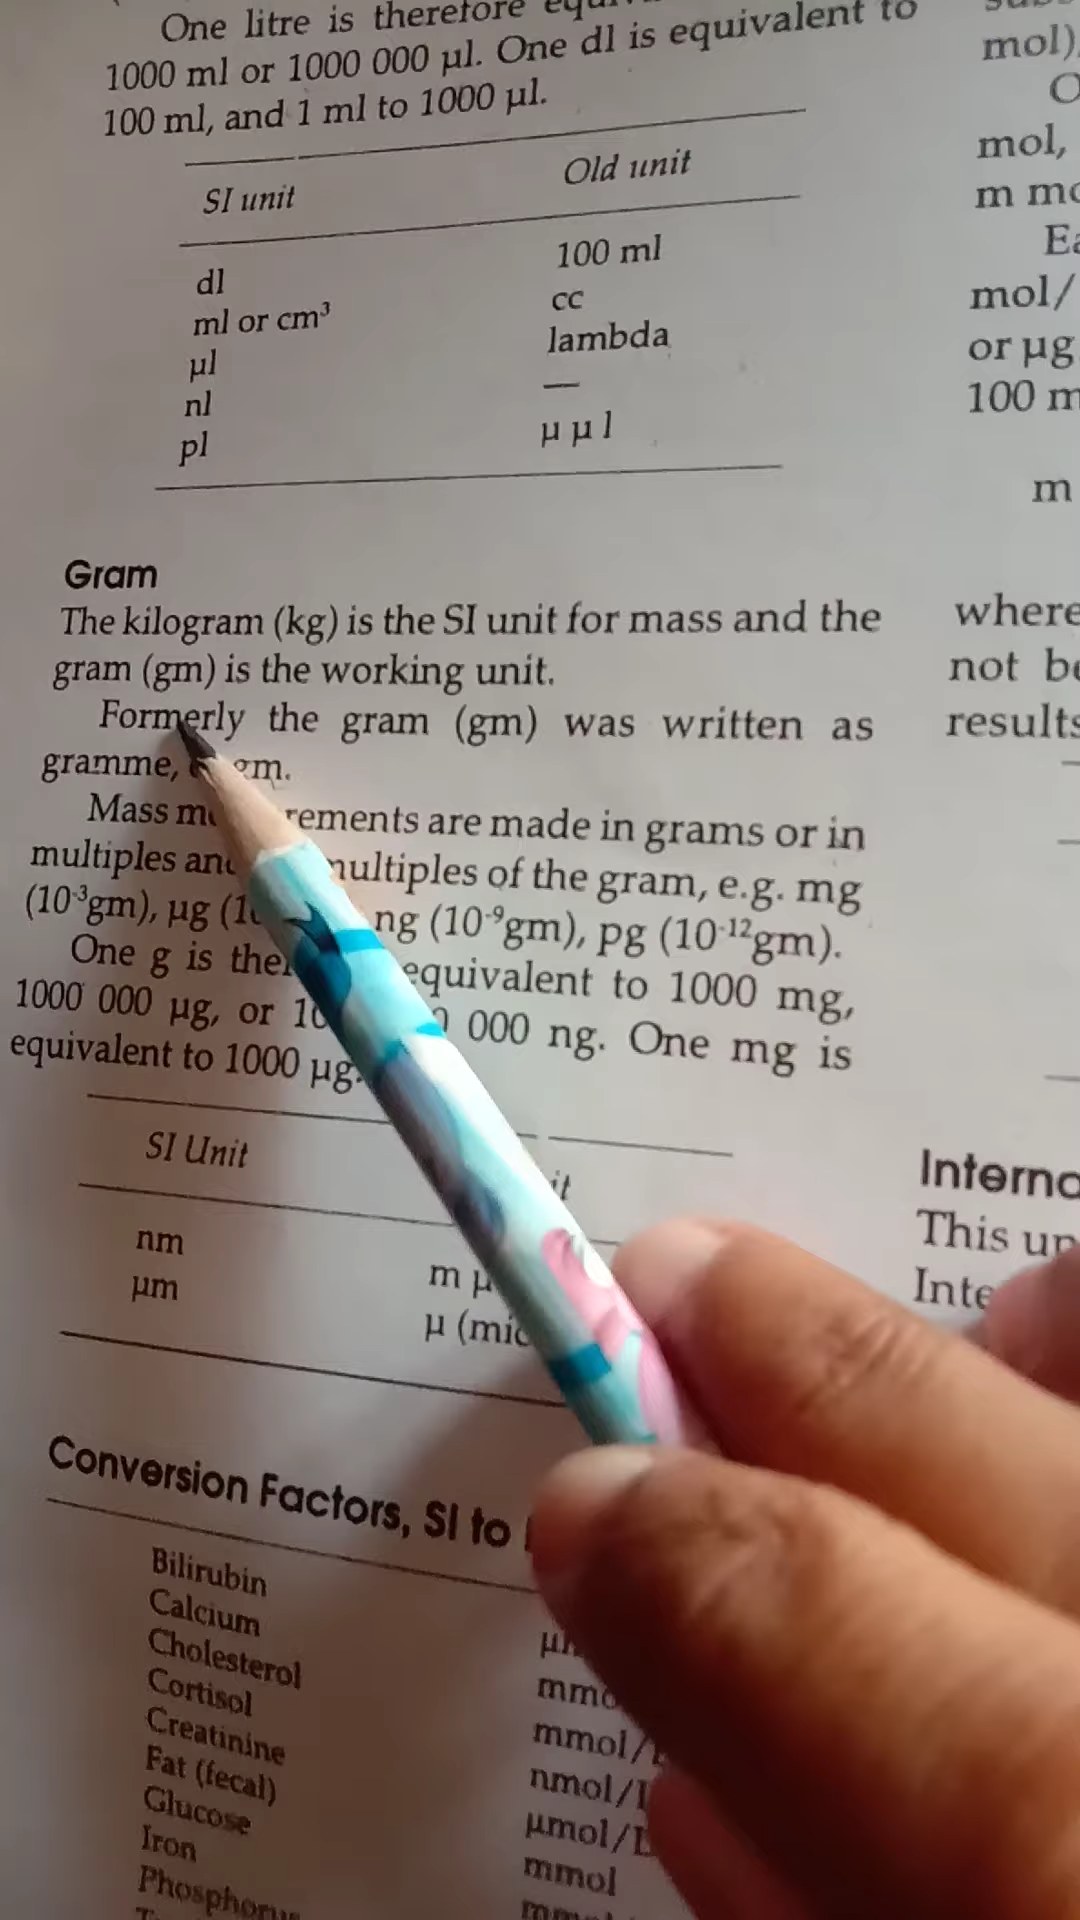 One litre is therefore
1000 ml or 1000 000 µl. One dl is equivalent to
100 ml, and 1 ml to 1000 µl.
SI unit Old unit
dl 100 ml
ml or cm³ cc
µl lambda
nl —
pl µ µ l
Gram
The kilogram (kg) is the SI unit for mass and the
gram (gm) is the working unit.
Formerly the gram (gm) was written as
gramme, gm.
Mass rements are made in grams or in
multiples multiples of the gram, e.g. mg
(10⁻³gm), µg ng (10⁻⁹gm), pg (10⁻¹²gm).
One g is equivalent to 1000 mg,
1000 000 µg, or 000 ng. One mg is
equivalent to 1000 µg.
SI Unit
nm m µ
µm µ
Conversion Factors, SI to
Bilirubin
Calcium
Cholesterol mmol/
Cortisol nmol/
Creatinine µmol/L
Fat (fecal) mmol
Glucose
Iron
Phosphorus
mol)
mol,
m
mol/
or µg
100
m
where
not
results
This